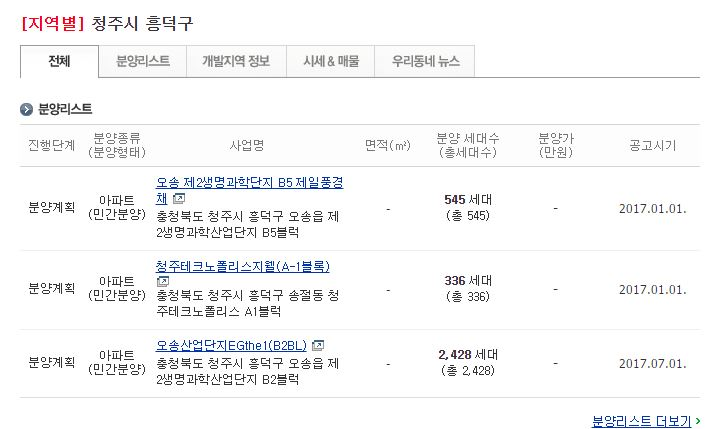 [지역별] 청주시 흥덕구
전체 분양리스트 개발지역 정보 시세 & 매물 우리동네 뉴스
분양리스트
진행단계 분양종류 (분양형태) 사업명 면적(㎡) 분양 세대수 (총세대수) 분양가 (만원) 공고시기
분양계획
아파트
(민간분양)
오송 제2생명과학단지 B5 제일풍경
채
충청북도 청주시 흥덕구 오송읍 제
2생명과학산업단지 B5블럭
-
545 세대
(총 545)
-
2017.01.01.
분양계획
아파트
(민간분양)
청주테크노폴리스지웰(A-1블록)
충청북도 청주시 흥덕구 송절동 청
주테크노폴리스 A1블럭
-
336 세대
(총 336)
-
2017.01.01.
분양계획
아파트
(민간분양)
오송산업단지EGthe1(B2BL)
충청북도 청주시 흥덕구 오송읍 제
2생명과학산업단지 B2블럭
-
2,428 세대
(총 2,428)
-
2017.07.01.
분양리스트 더보기